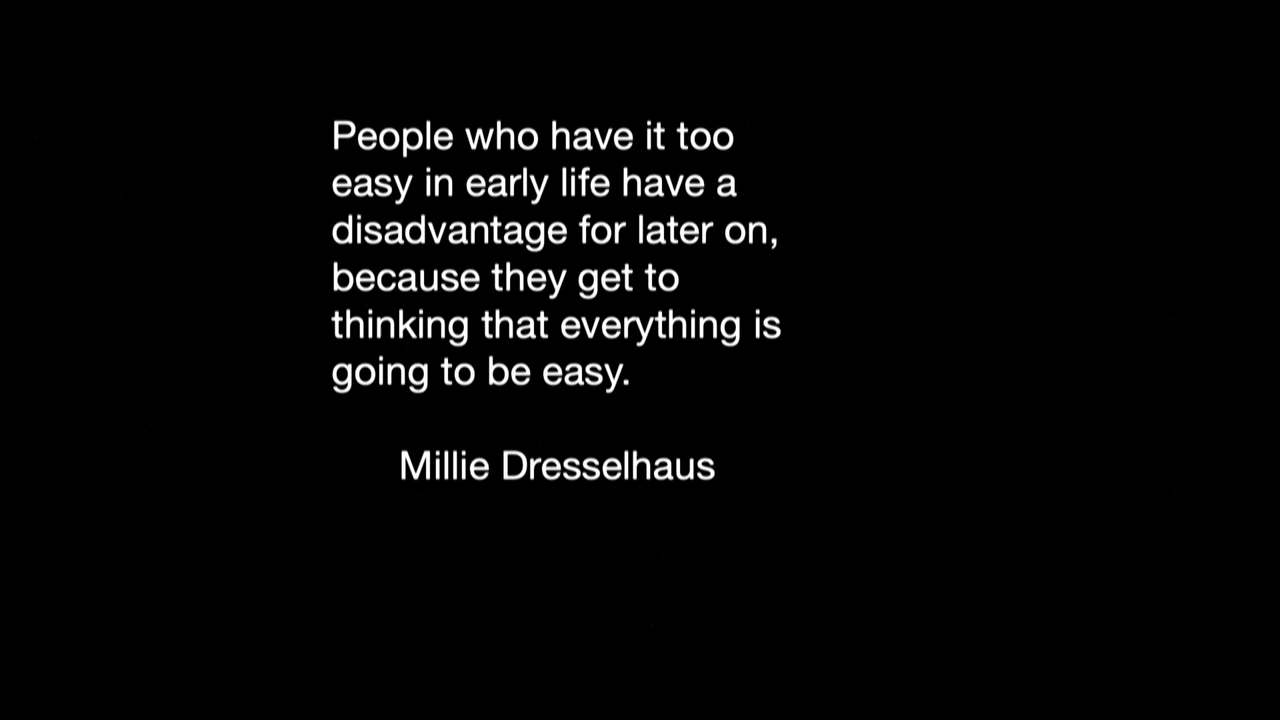 People who have it too
easy in early life have a
disadvantage for later on,
because they get to
thinking that everything is
going to be easy.
Millie Dresselhaus